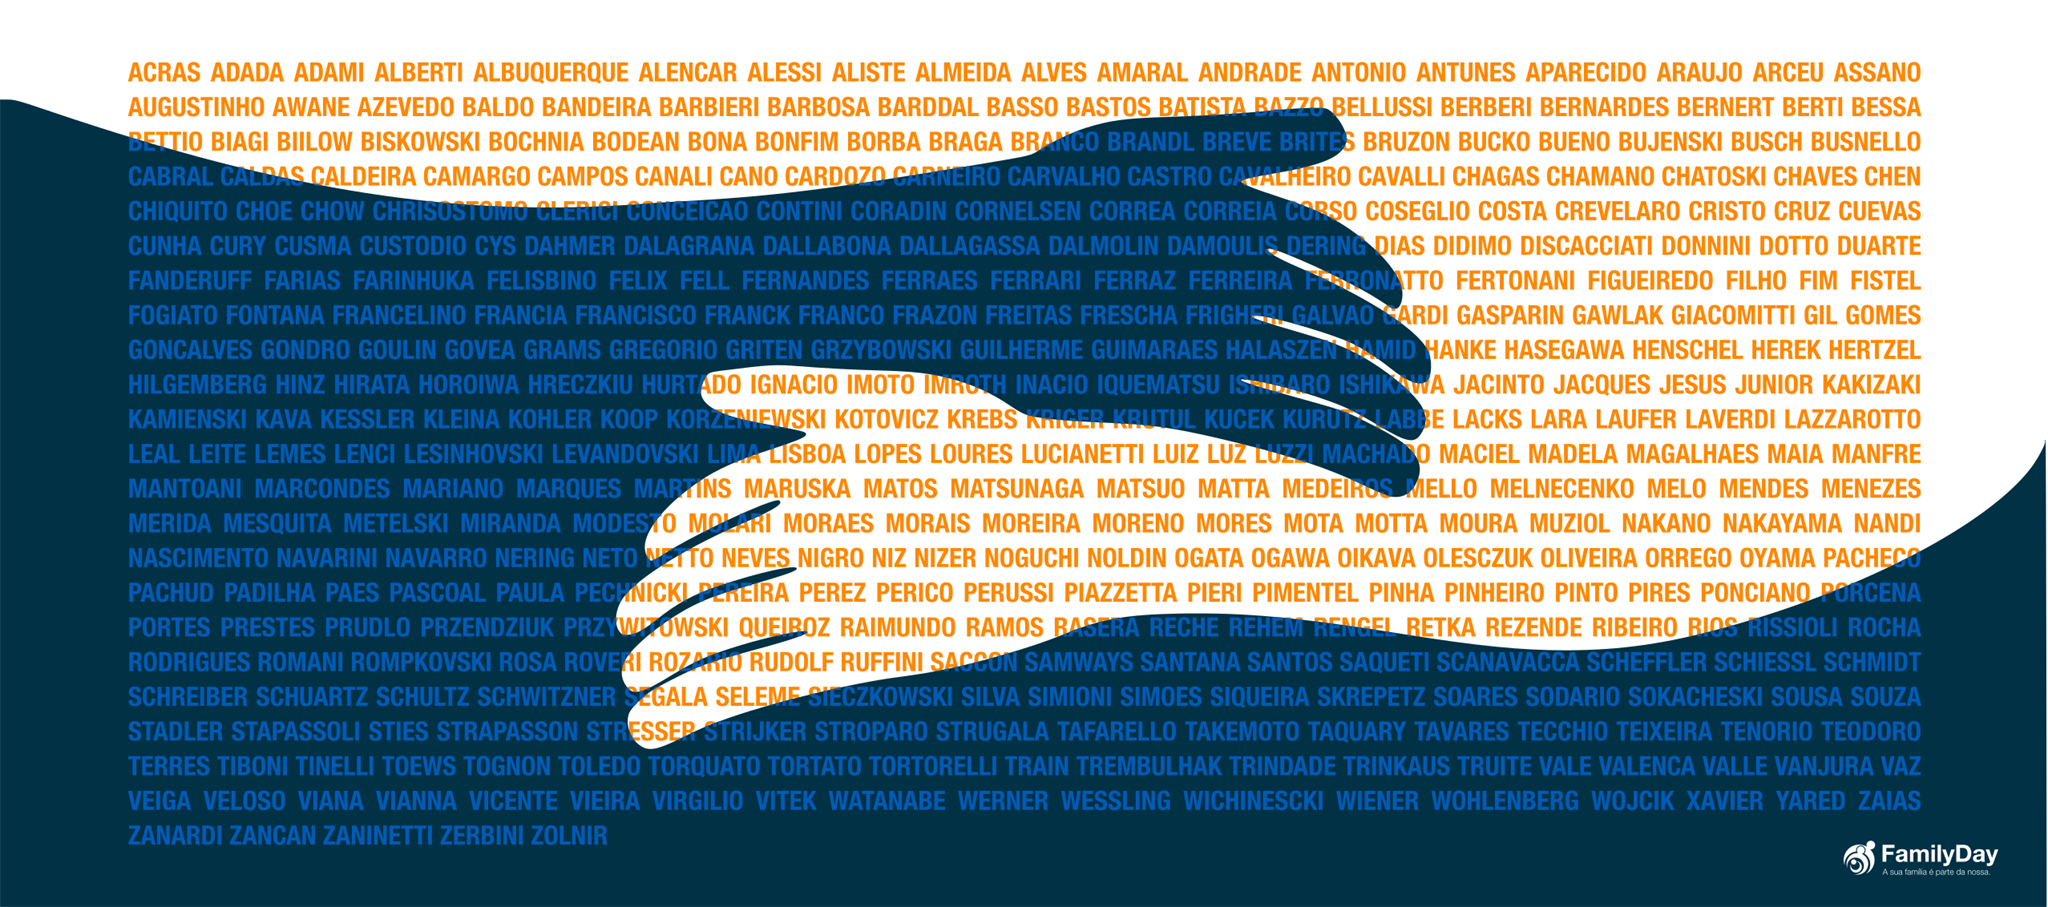 ACRAS ADADA ADAMI ALBERTI ALBUQUERQUE ALENCAR ALESSI ALISTE ALMEIDA ALVES AMARAL ANDRADE ANTONIO ANTUNES APARECIDO ARAUJO ARCEU ASSANO
AUGUSTINHO AWANE AZEVEDO BALDO BANDEIRA BARBIERI BARBOSA BARDDAL BASSO BASTOS BATISTA BAZZO BELLUSSI BERBERI BERNARDES BERNERT BERTI BESSA
BETTIO BIAGI BIILOW BISKOWSKI BOCHNIA BODEAN BONA BONFIM BORBA BRAGA BRANCO BRANDL BREVE BRITES BRUZON BUCKO BUENO BUJENSKI BUSCH BUSNELLO
CABRAL CALDAS CALDEIRA CAMARGO CAMPOS CANALI CANO CARDOZO CARNEIRO CARVALHO CASTRO CAVALHEIRO CAVALLI CHAGAS CHAMANO CHATOSKI CHAVES CHEN
CHIQUITO CHOE CHOW CHRISOSTOMO CLERICI CONCEICAO CONTINI CORADIN CORNELSEN CORREA CORREIA CORSO COSEGLIO COSTA CREVELARO CRISTO CRUZ CUEVAS
CUNHA CURY CUSMA CUSTODIO CYS DAHMER DALAGRANA DALLABONA DALLAGASSA DALMOLIN DAMOULIS DERING DIAS DIDIMO DISCACCIATI DONNINI DOTTO DUARTE
FANDERUFF FARIAS FARINHUKA FELISBINO FELIX FELL FERNANDES FERRAES FERRARI FERRAZ FERREIRA FERRONATTO FERTONANI FIGUEIREDO FILHO FIM FISTEL
FOGIATO FONTANA FRANCELINO FRANCIA FRANCISCO FRANCK FRANCO FRAZON FREITAS FRESCHA FRIGHERI GALVAO GARDI GASPARIN GAWLAK GIACOMITTI GIL GOMES
GONCALVES GONDRO GOULIN GOVEA GRAMS GREGORIO GRITEN GRZYBOWSKI GUILHERME GUIMARAES HALASZEN HAMID HANKE HASEGAWA HENSCHEL HEREK HERTZEL
HILGEMBERG HINZ HIRATA HOROIWA HRECZKIU HURTADO IGNACIO IMOTO IMROTH INACIO IQUEMATSU ISHIBARO ISHIKAWA JACINTO JACQUES JESUS JUNIOR KAKIZAKI
KAMIENSKI KAVA KESSLER KLEINA KOHLER KOOP KORZENIEWSKI KOTOVICZ KREBS KRIGER KRUTUL KUCEK KURUTZ LABBE LACKS LARA LAUFER LAVERDI LAZZAROTTO
LEAL LEITE LEMES LENCI LESINHOVSKI LEVANDOVSKI LIMA LISBOA LOPES LOURES LUCIANETTI LUIZ LUZ LUZZI MACHADO MACIEL MADELA MAGALHAES MAIA MANFRE
MANTOANI MARCONDES MARIANO MARQUES MARTINS MARUSKA MATOS MATSUNAGA MATSUO MATTA MEDEIROS MELLO MELNECENKO MELO MENDES MENEZES
MERIDA MESQUITA METELSKI MIRANDA MODESTO MOLARI MORAES MORAIS MOREIRA MORENO MORES MOTA MOTTA MOURA MUZIOL NAKANO NAKAYAMA NANDI
NASCIMENTO NAVARINI NAVARRO NERING NETO NETTO NEVES NIGRO NIZ NIZER NOGUCHI NOLDIN OGATA OGAWA OIKAVA OLESCZUK OLIVEIRA ORREGO OYAMA PACHECO
PACHUD PADILHA PAES PASCOAL PAULA PECHNICKI PEREIRA PEREZ PERICO PERUSSI PIAZZETTA PIERI PIMENTEL PINHA PINHEIRO PINTO PIRES PONCIANO PORCENA
PORTES PRESTES PRUDLO PRZENDZIUK PRZYWITOWSKI QUEIROZ RAIMUNDO RAMOS RASERA RECHE REHEM RENGEL RETKA REZENDE RIBEIRO RIOS RISSIOLI ROCHA
RODRIGUES ROMANI ROMPKOVSKI ROSA ROVERI ROZARIO RUDOLF RUFFINI SACOON SAMWAYS SANTANA SANTOS SAQUETI SCANAVACCA SCHEFFLER SCHIESSL SCHMIDT
SCHREIBER SCHUARTZ SCHULTZ SCHWITZNER SEGALA SELEME SIECZKOWSKI SILVA SIMIONI SIMOES SIQUEIRA SKREPETZ SOARES SODARIO SOKACHESKI SOUSA SOUZA
STADLER STAPASSOLI STIES STRAPASSON STRESSER STRIJKER STROPARO STRUGALA TAFARELLO TAKEMOTO TAQUARY TAVARES TECCHIO TEIXEIRA TENORIO TEODORO
TERRES TIBONI TINELLI TOEWS TOGNON TOLEDO TORQUATO TORTATO TORTORELLI TRAIN TREMBULHAK TRINDADE TRINKAUS TRUITE VALE VALENCA VALLE VANJURA VAZ
VEIGA VELOSO VIANA VIANNA VICENTE VIEIRA VIRGILIO VITEK WATANABE WERNER WESSLING WICHINESCKI WIENER WOHLENBERG WOJCIK XAVIER YARED ZAIAS
ZANARDI ZANCAN ZANINETTI ZERBINI ZOLNIR
FamilyDay
A sua família é parte da nossa.